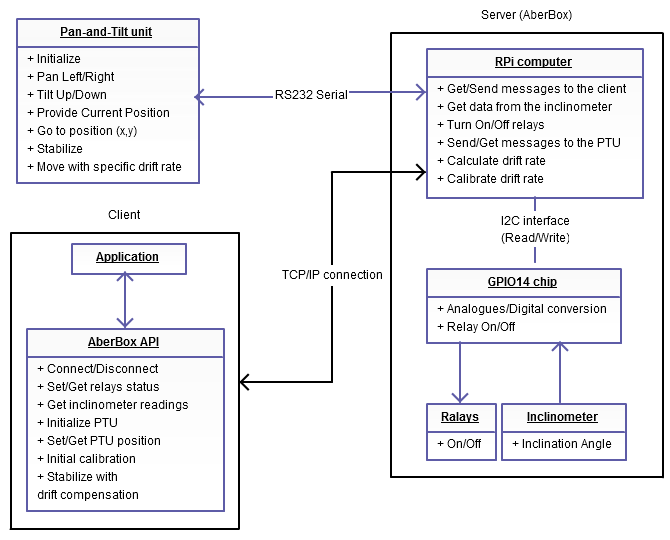 Pan-and-Tilt unit
+ Initialize
+ Pan Left/Right
+ Tilt Up/Down
+ Provide Current Position
+ Go to position (x,y)
+ Stabilize
+ Move with specific drift rate
RS232 Serial
Server (AberBox)
RPi computer
+ Get/Send messages to the client
+ Get data from the inclinometer
+ Turn On/Off relays
+ Send/Get messages to the PTU
+ Calculate drift rate
+ Calibrate drift rate
I2C interface
(Read/Write)
GPIO14 chip
+ Analogues/Digital conversion
+ Relay On/Off
Ralays
+ On/Off
Inclinometer
+ Inclination Angle
TCP/IP connection
Client
Application
AberBox API
+ Connect/Disconnect
+ Set/Get relays status
+ Get inclinometer readings
+ Initialize PTU
+ Set/Get PTU position
+ Initial calibration
+ Stabilize with
drift compensation